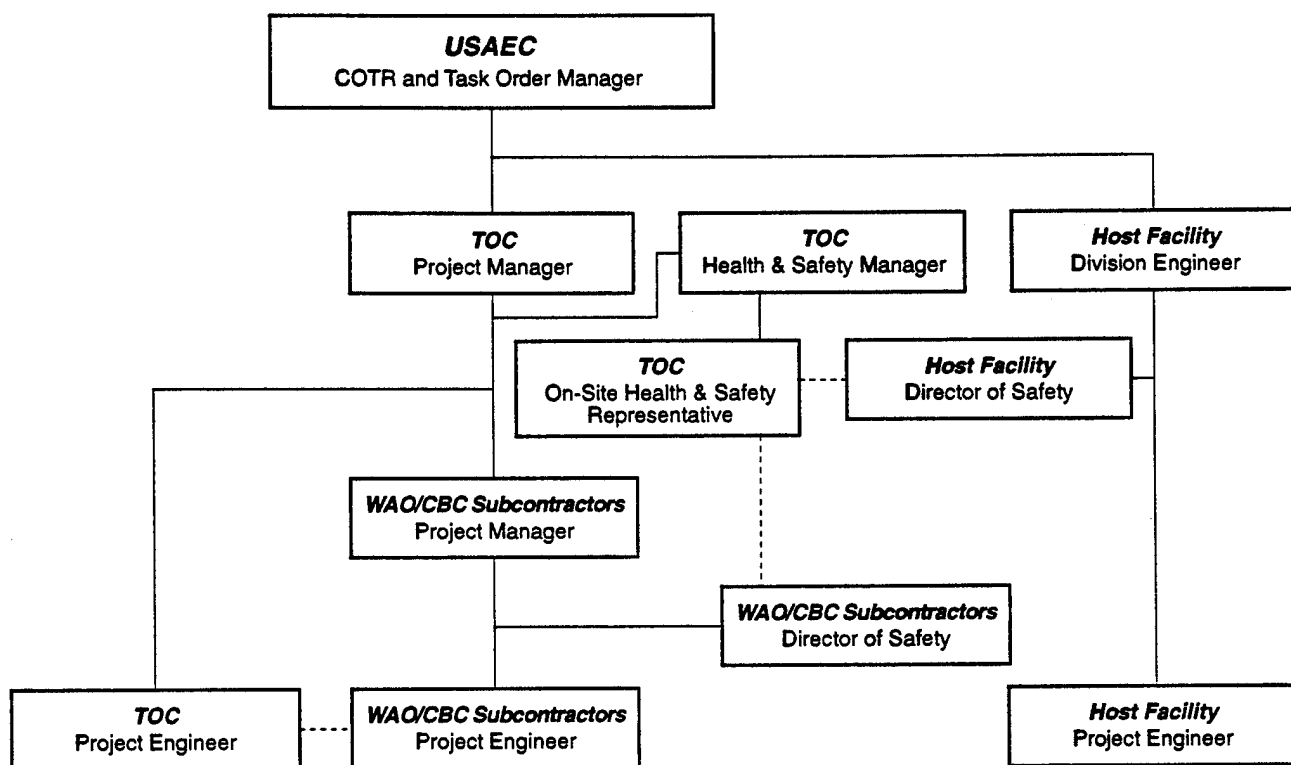 USAEC
COTR and Task Order Manager
TOC
Project Manager
TOC
Health & Safety Manager
Host Facility
Division Engineer
TOC
On-Site Health & Safety
Representative
Host Facility
Director of Safety
WAO/CBC Subcontractors
Project Manager
WAO/CBC Subcontractors
Director of Safety
TOC
Project Engineer
WAO/CBC Subcontractors
Project Engineer
Host Facility
Project Engineer